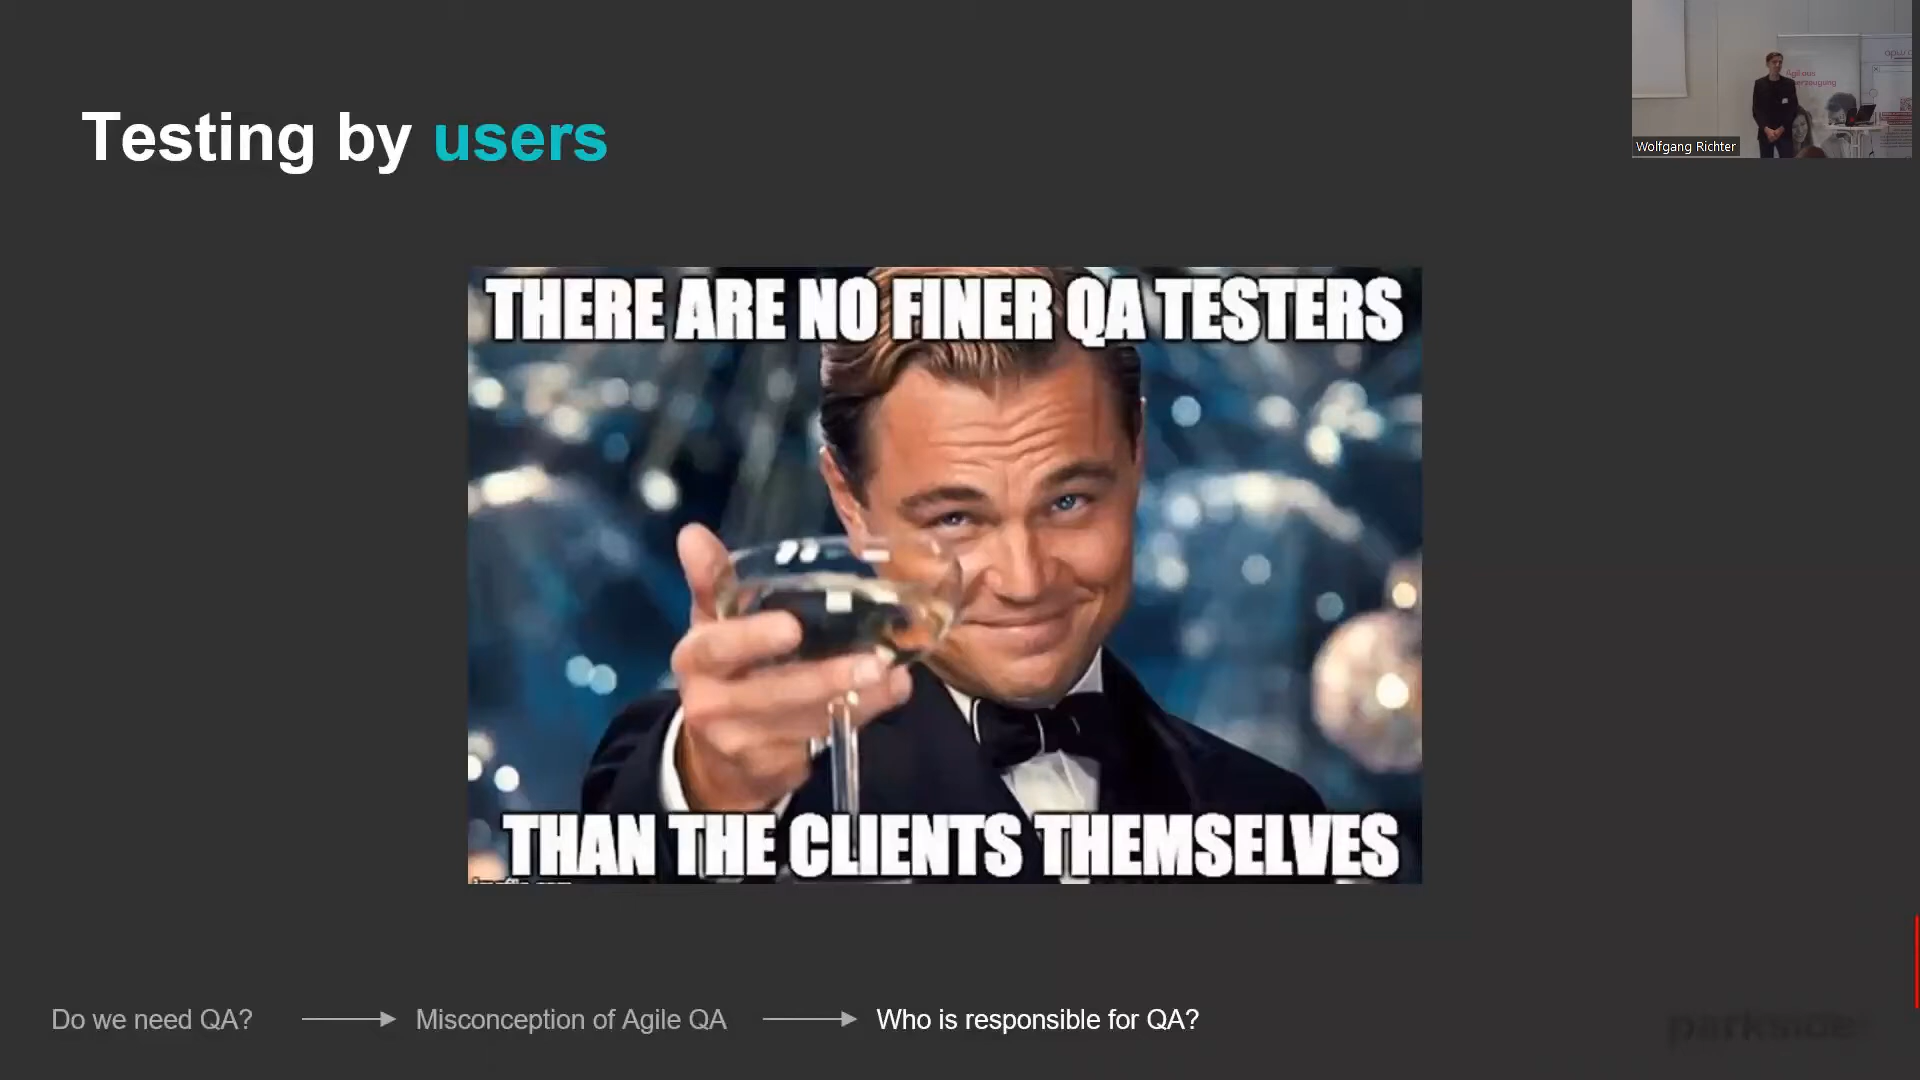 Testing by users
Wolfgang Richter
THERE ARE NO FINER QA TESTERS
THAN THE CLIENTS THEMSELVES
Do we need QA?
Misconception of Agile QA
Who is responsible for QA?